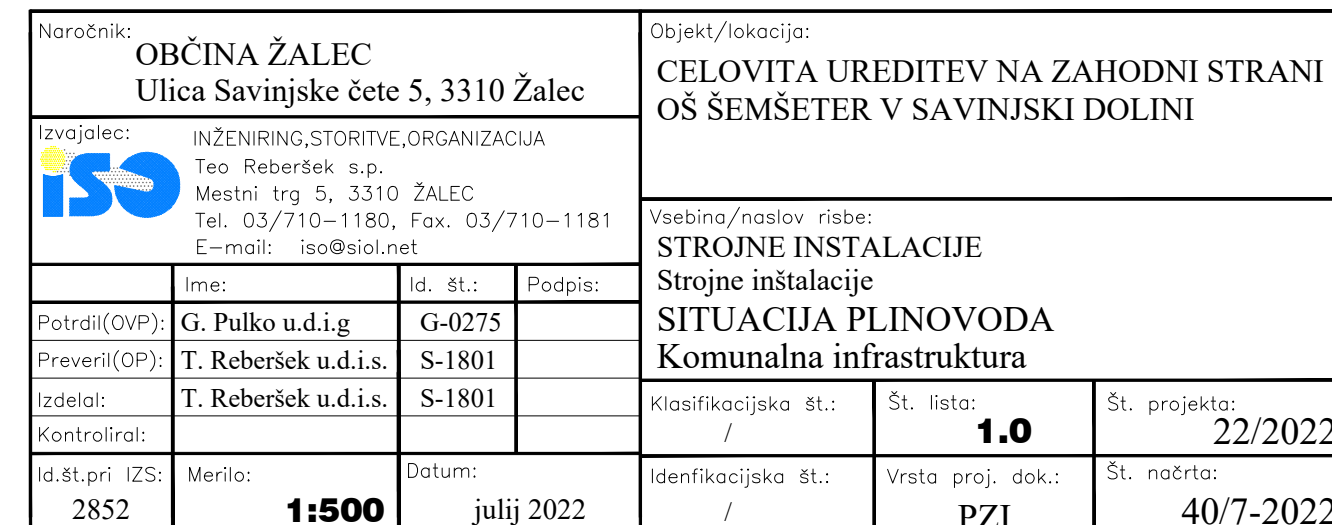 Naročnik:
OBČINA ŽALEC
Ulica Savinjske čete 5, 3310 Žalec
Objekt/lokacija:
CELOVITA UREDITEV NA ZAHODNI STRANI
OŠ ŠEMŠETER V SAVINJSKI DOLINI
Izvajalec:
iSO
INŽENIRING,STORITVE,ORGANIZACIJA
Teo Reberšek s.p.
Mestni trg 5, 3310 ŽALEC
Tel. 03/710-1180, Fax. 03/710-1181
E-mail: iso@siol.net
Vsebina/naslov risbe:
STROJNE INSTALACIJE
Strojne inštalacije
SITUACIJA PLINOVODA
Komunalna infrastruktura
Ime: Id. št.: Podpis:
Potrdil(OVP): G. Pulko u.d.i.g G-0275
Preveril(OP): T. Reberšek u.d.i.s. S-1801
Izdelal: T. Reberšek u.d.i.s. S-1801
Kontroliral:
Klasifikacijska št.: Št. lista: Št. projekta:
/ 1.0 22/2022
Id.št.pri IZS: Merilo: Datum:
2852 1:500 julij 2022
Idenfikacijska št.: Vrsta proj. dok.: Št. načrta:
/ PZI 40/7-2022